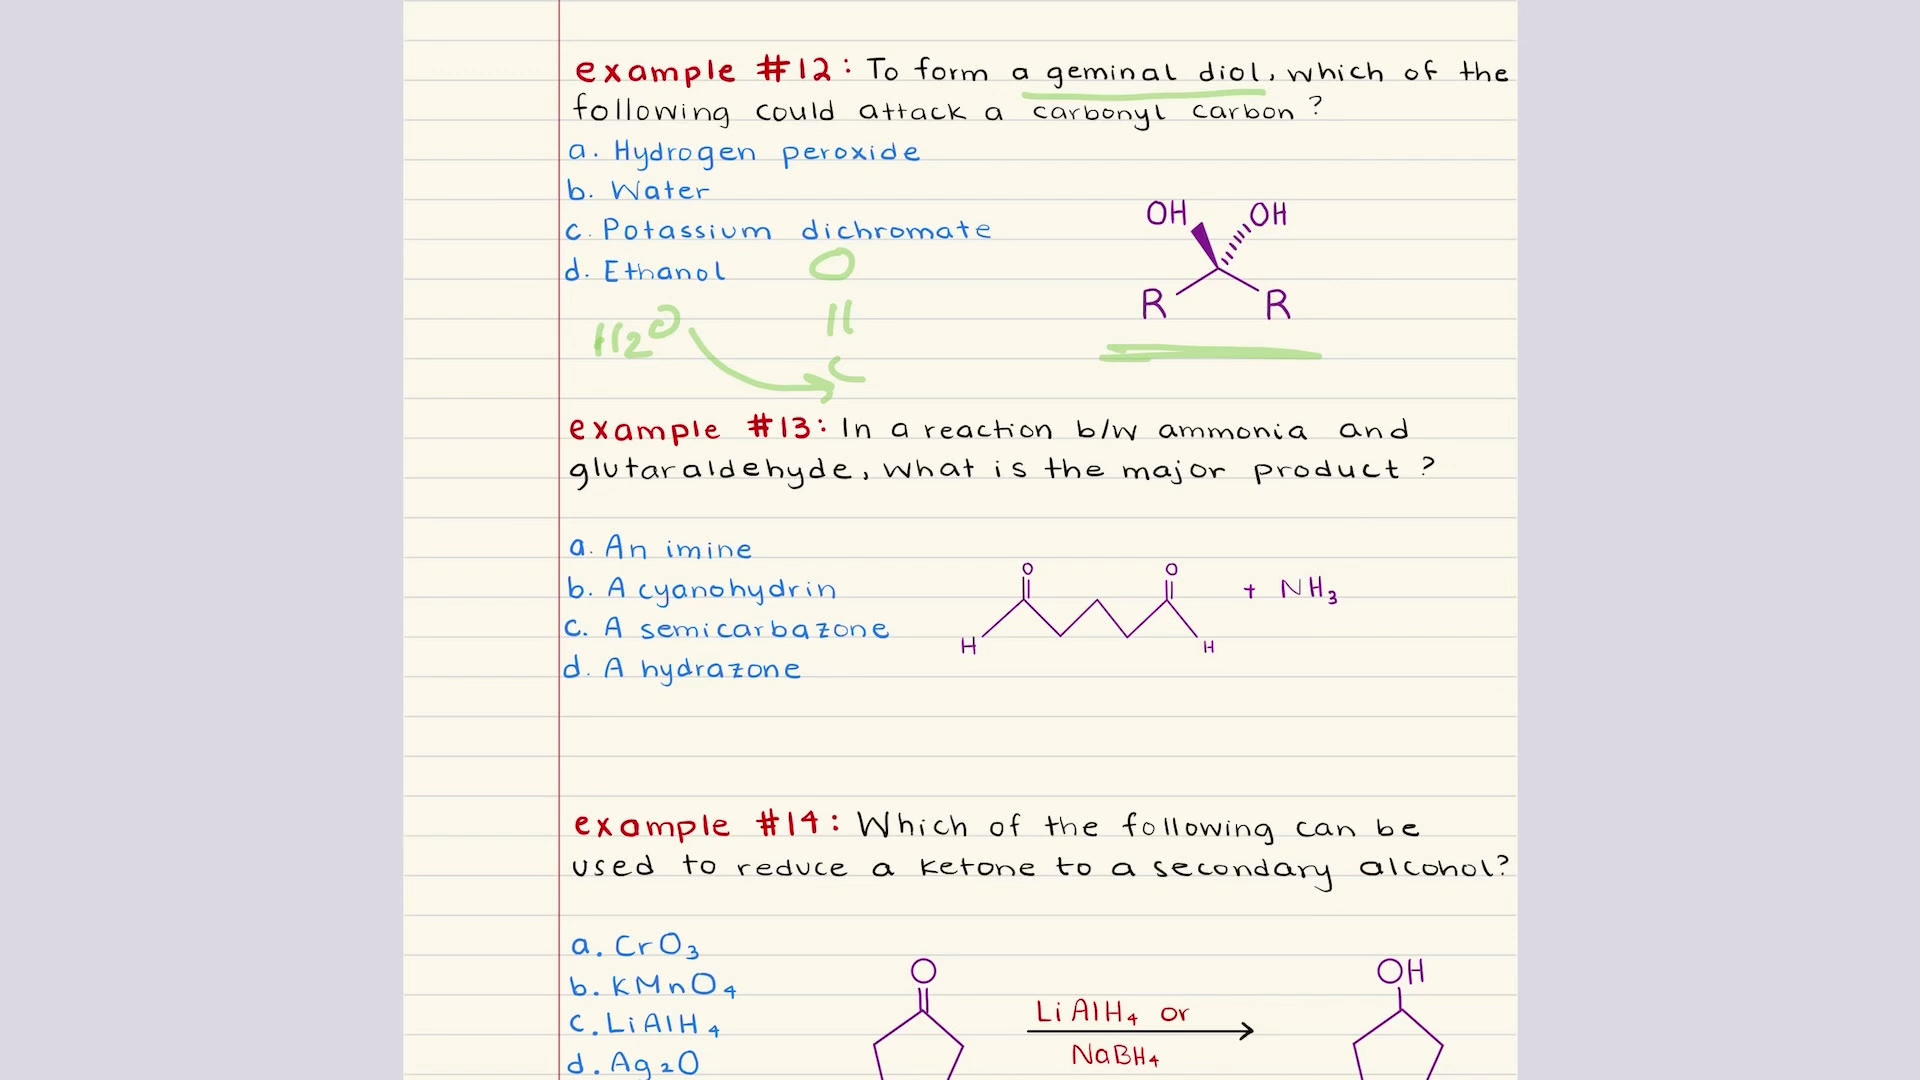 example #12: To form a geminal diol, which of the
following could attack a carbonyl carbon?
a. Hydrogen peroxide
b. Water
c. Potassium dichromate
d. Ethanol
OH OH
R R
O
H2O
C
example #13: In a reaction b/w ammonia and
glutaraldehyde, what is the major product?
a. An imine
b. A cyanohydrin
c. A semicarbazone
d. A hydrazone
O O
+ NH3
H H
example #14: Which of the following can be
used to reduce a ketone to a secondary alcohol?
a. CrO3
b. KMnO4
c. LiAlH4
d. Ag2O
O
LiAlH4 or
NaBH4
OH